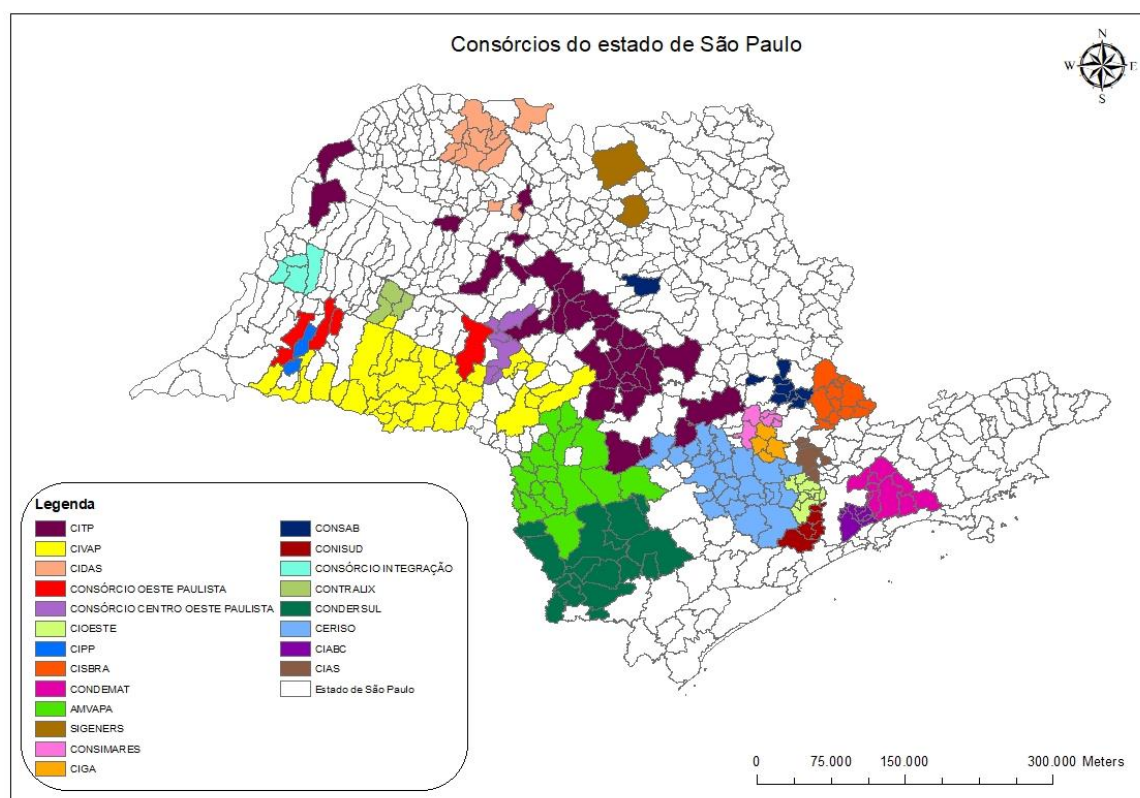 Consórcios do estado de São Paulo
N
W E
S
Legenda
CITP
CIVAP
CIDAS
CONSÓRCIO OESTE PAULISTA
CONSÓRCIO CENTRO OESTE PAULISTA
CIOESTE
CIPP
CISBRA
CONDEMAT
AMVAPA
SIGENERS
CONSIMARES
CIGA
CONSAB
CONISUD
CONSÓRCIO INTEGRAÇÃO
CONTRALIX
CONDERSUL
CERISO
CIABC
CIAS
Estado de São Paulo
0 75.000 150.000 300.000 Meters